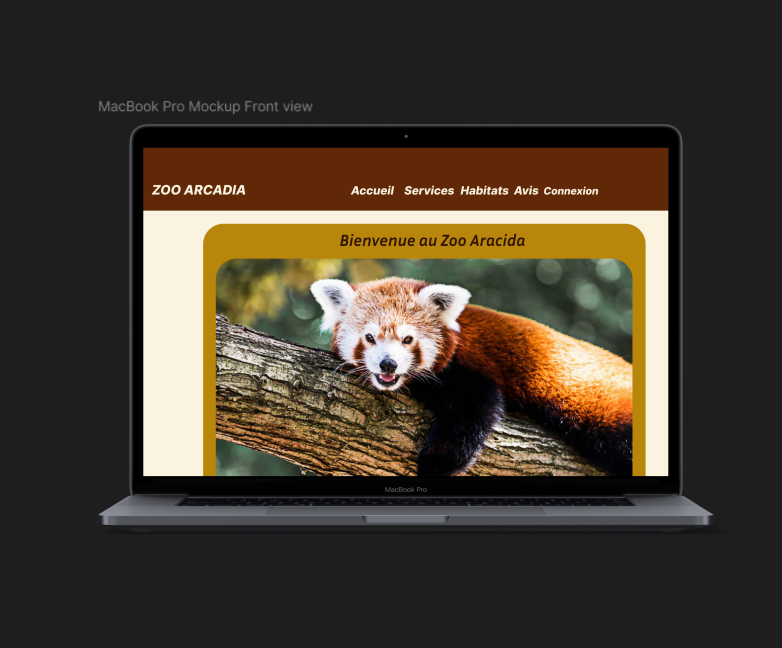 MacBook Pro Mockup Front view
ZOO ARCADIA Accueil Services Habitats Avis Connexion
Bienvenue au Zoo Aracida
MacBook Pro